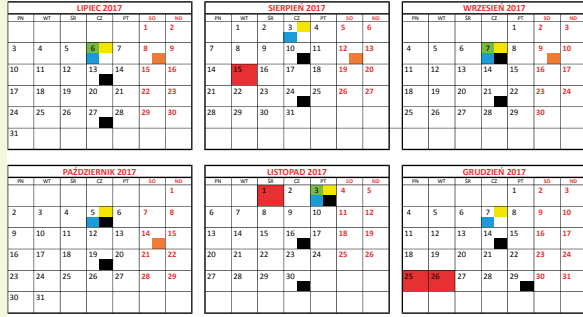 LIPIEC 2017
PN WT ŚR CZ PT SO ND
1 2
3 4 5 6 7 8 9
10 11 12 13 14 15 16
17 18 19 20 21 22 23
24 25 26 27 28 29 30
31
SIERPIEŃ 2017
PN WT ŚR CZ PT SO ND
1 2 3 4 5 6
7 8 9 10 11 12 13
14 15 16 17 18 19 20
21 22 23 24 25 26 27
28 29 30 31
WRZESIEŃ 2017
PN WT ŚR CZ PT SO ND
1 2 3
4 5 6 7 8 9 10
11 12 13 14 15 16 17
18 19 20 21 22 23 24
25 26 27 28 29 30
PAŹDZIERNIK 2017
PN WT ŚR CZ PT SO ND
1
2 3 4 5 6 7 8
9 10 11 12 13 14 15
16 17 18 19 20 21 22
23 24 25 26 27 28 29
30 31
LISTOPAD 2017
PN WT ŚR CZ PT SO ND
1 2 3 4 5
6 7 8 9 10 11 12
13 14 15 16 17 18 19
20 21 22 23 24 25 26
27 28 29 30
GRUDZIEŃ 2017
PN WT ŚR CZ PT SO ND
1 2 3
4 5 6 7 8 9 10
11 12 13 14 15 16 17
18 19 20 21 22 23 24
25 26 27 28 29 30 31